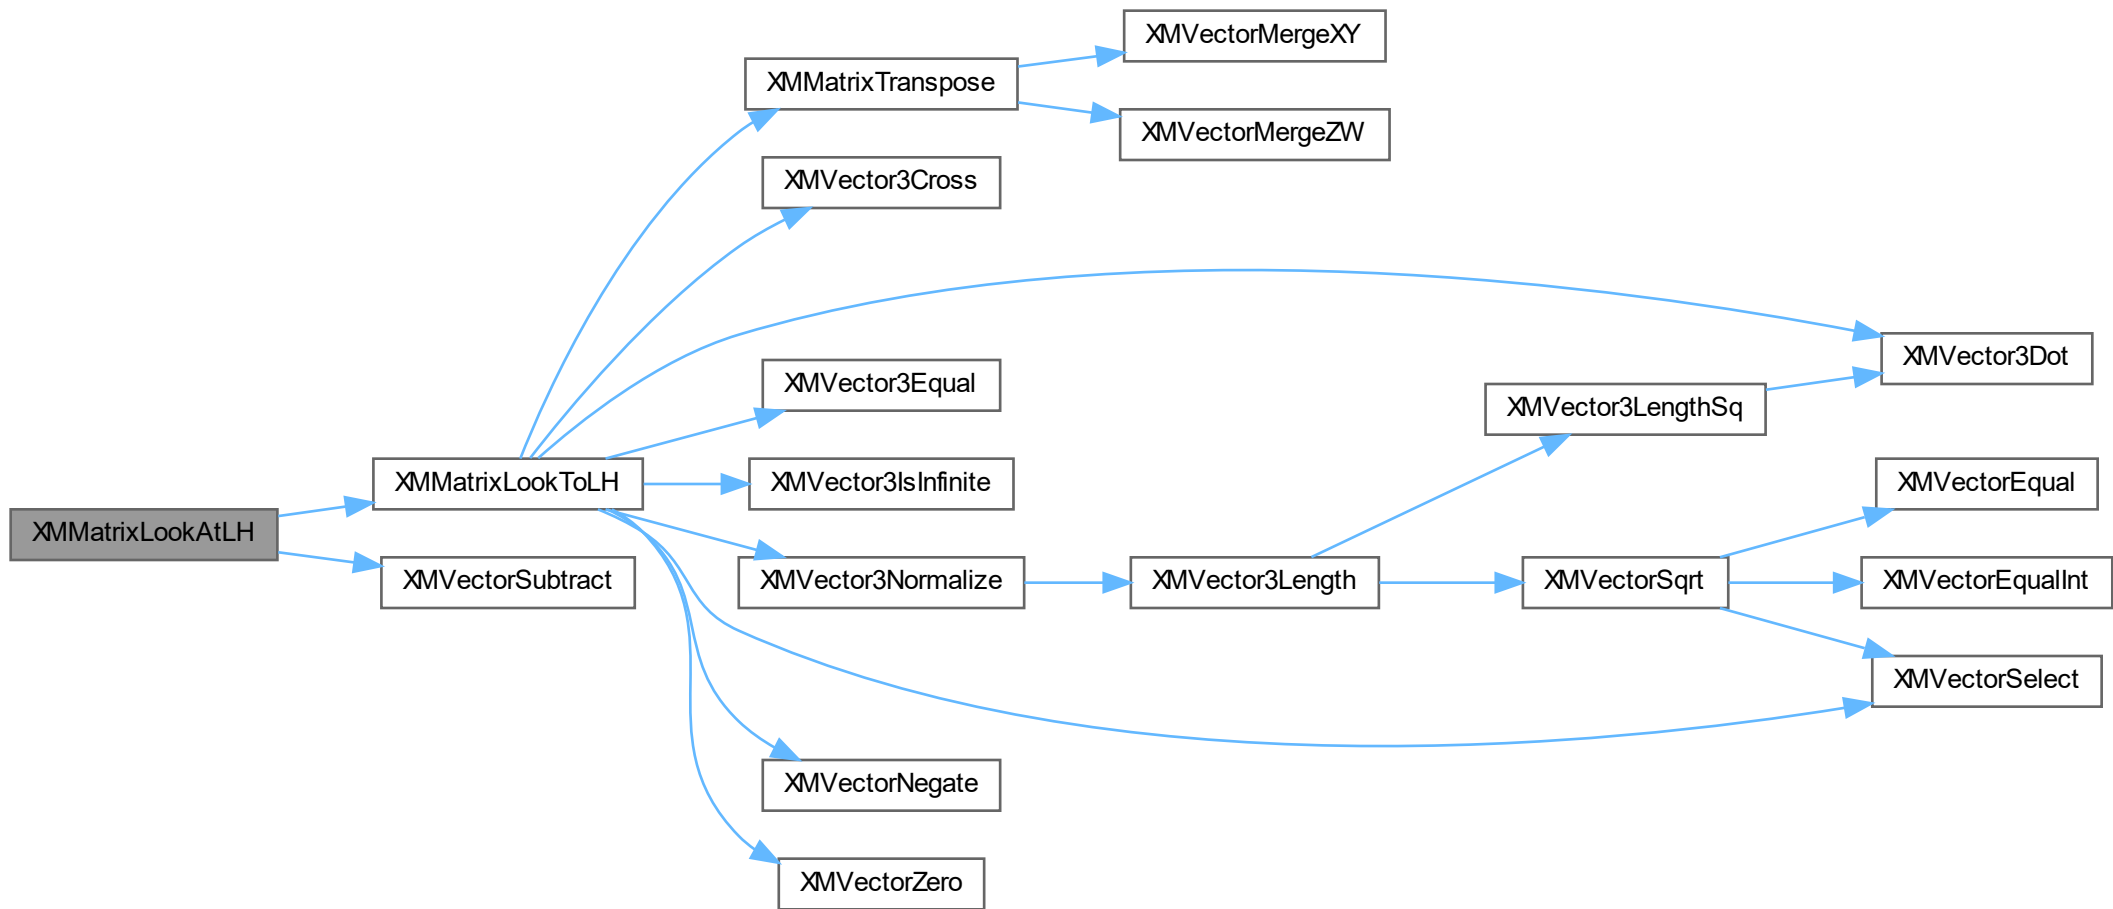 XMVectorMergeXY
XMMatrixTranspose
XMVectorMergeZW
XMVector3Cross
XMVector3Dot
XMVector3Equal
XMVector3LengthSq
XMMatrixLookToLH
XMVector3IsInfinite
XMVectorEqual
XMMatrixLookAtLH
XMVectorSubtract
XMVector3Normalize
XMVector3Length
XMVectorSqrt
XMVectorEqualInt
XMVectorSelect
XMVectorNegate
XMVectorZero